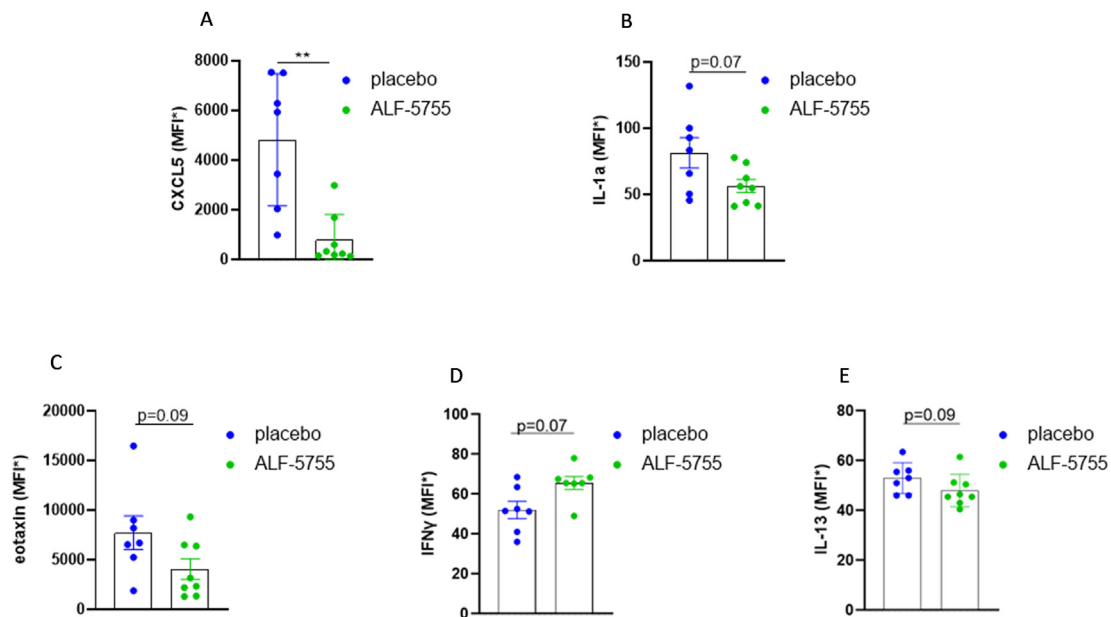 A
CXCL5 (MFI*)
8000
6000
4000
2000
0
**
placebo
ALF-5755
B
IL-1a (MFI*)
150
100
50
0
p=0.07
placebo
ALF-5755
C
eotaxin (MFI*)
20000
15000
10000
5000
0
p=0.09
placebo
ALF-5755
D
IFNγ (MFI*)
100
80
60
40
20
0
p=0.07
placebo
ALF-5755
E
IL-13 (MFI*)
80
60
40
20
0
p=0.09
placebo
ALF-5755